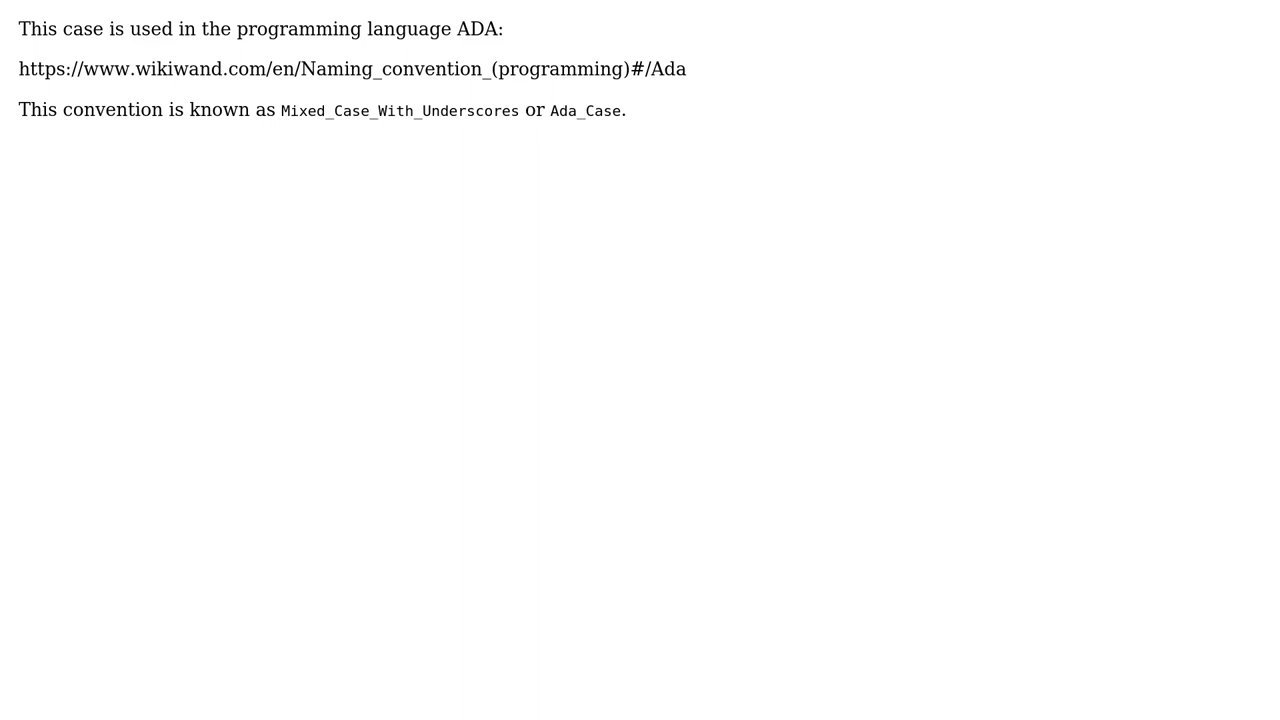 This case is used in the programming language ADA:
https://www.wikiwand.com/en/Naming_convention_(programming)#/Ada
This convention is known as Mixed_Case_With_Underscores or Ada_Case.